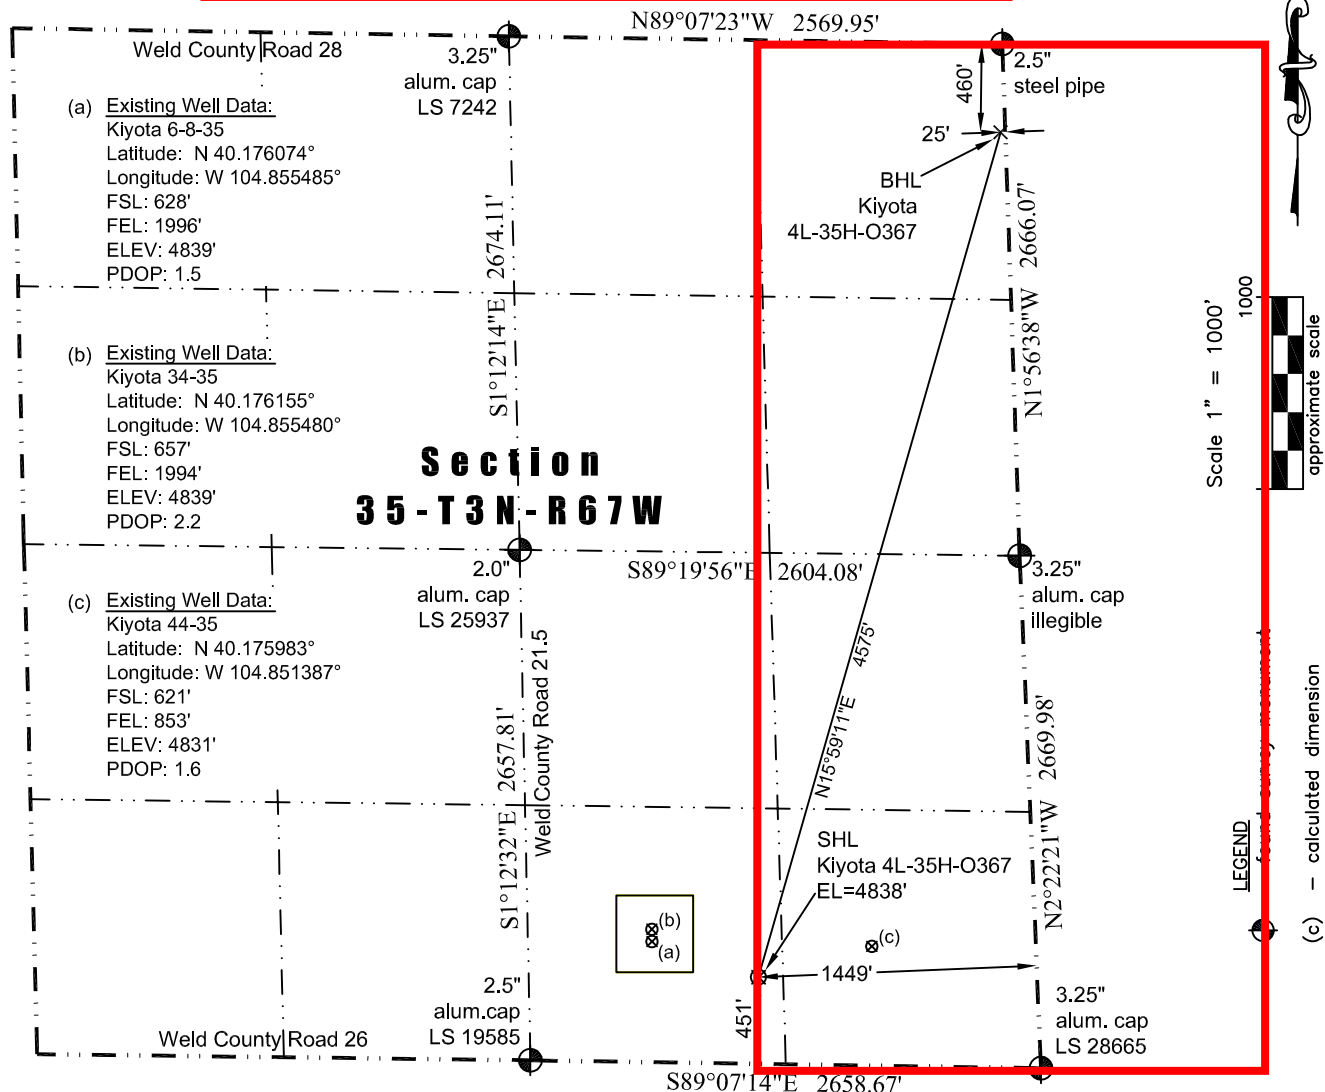 N89°07'23"W 2569.95'
Weld County Road 28
3.25"
alum. cap
LS 7242
2.5"
steel pipe
460'
25'
(a) Existing Well Data:
Kiyota 6-8-35
Latitude: N 40.176074°
Longitude: W 104.855485°
FSL: 628'
FEL: 1996'
ELEV: 4839'
PDOP: 1.5
BHL
Kiyota
4L-35H-O367
S1°12'14"E 2674.11'
N1°56'38"W 2666.07'
(b) Existing Well Data:
Kiyota 34-35
Latitude: N 40.176155°
Longitude: W 104.855480°
FSL: 657'
FEL: 1994'
ELEV: 4839'
PDOP: 2.2
Section
35-T3N-R67W
Scale 1" = 1000'
1000
approximate scale
2.0"
alum. cap
LS 25937
S89°19'56"E 2604.08'
3.25"
alum. cap
illegible
(c) Existing Well Data:
Kiyota 44-35
Latitude: N 40.175983°
Longitude: W 104.851387°
FSL: 621'
FEL: 853'
ELEV: 4831'
PDOP: 1.6
Weld County Road 21.5
S1°12'32"E 2657.81'
N15°59'11"E 4575'
N2°22'21"W 2669.98'
SHL
Kiyota 4L-35H-O367
EL=4838'
(b)
(a)
(c)
1449'
451'
2.5"
alum.cap
LS 19585
3.25"
alum. cap
LS 28665
Weld County Road 26
S89°07'14"E 2658.67'
LEGEND
- found survey monument
(c) - calculated dimension